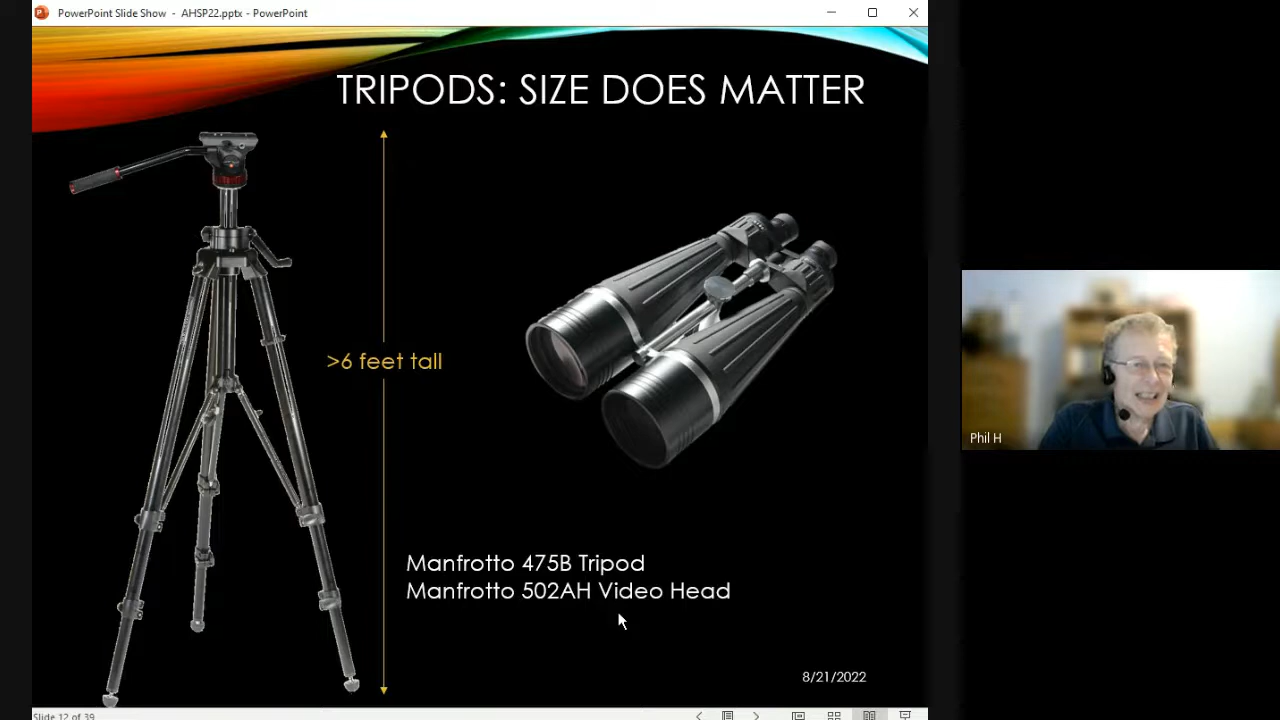 PowerPoint Slide Show - AHSP22.pptx - PowerPoint
TRIPODS: SIZE DOES MATTER
>6 feet tall
Phil H
Manfrotto 475B Tripod
Manfrotto 502AH Video Head
8/21/2022
Slide 12 of 39